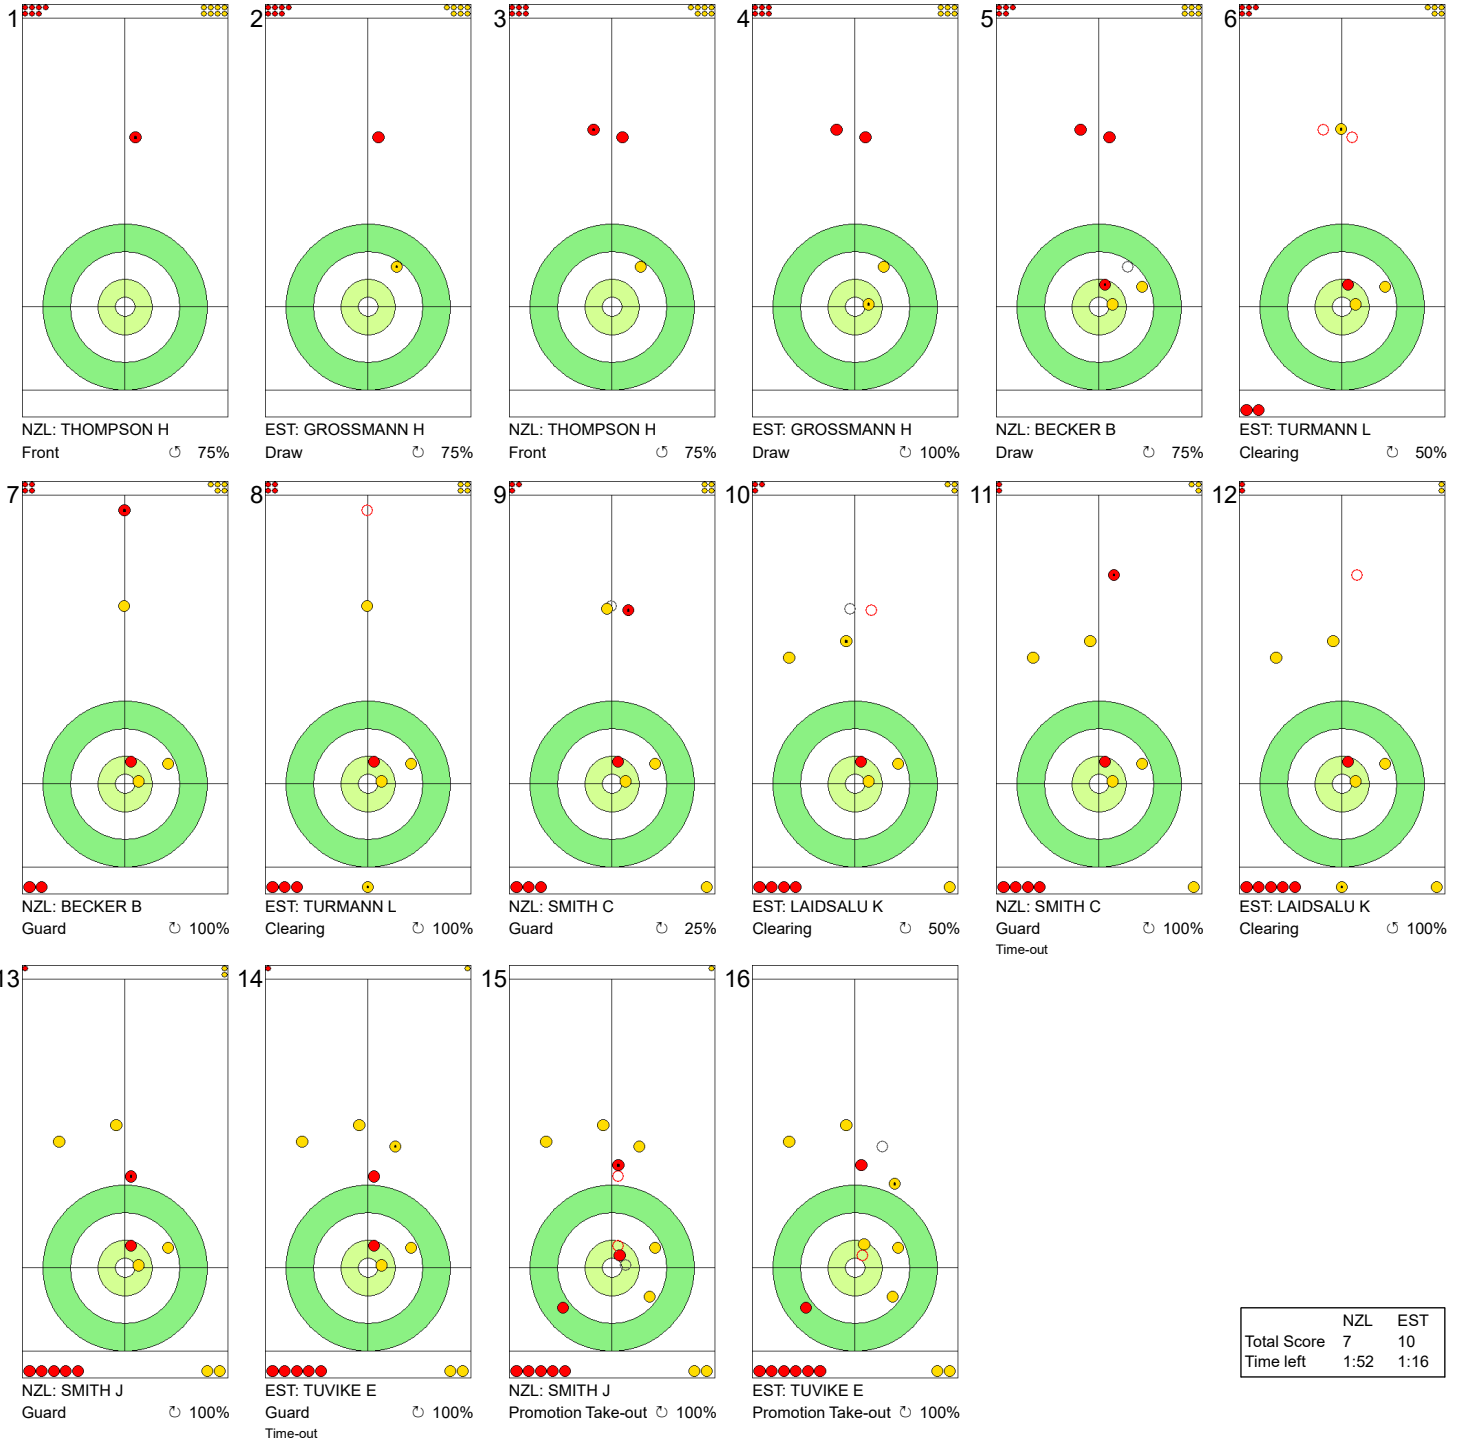 1
2
3
4
5
6
NZL: THOMPSON H
EST: GROSSMANN H
NZL: THOMPSON H
EST: GROSSMANN H
NZL: BECKER B
EST: TURMANN L
Front 75%
Draw 75%
Front 75%
Draw 100%
Draw 75%
Clearing 50%
7
8
9
10
11
12
NZL: BECKER B
EST: TURMANN L
NZL: SMITH C
EST: LAIDSALU K
NZL: SMITH C
EST: LAIDSALU K
Guard 100%
Clearing 100%
Guard 25%
Clearing 50%
Guard 100%
Clearing 100%
Time-out
13
14
15
16
NZL EST
Total Score 7 10
Time left 1:52 1:16
NZL: SMITH J
EST: TUVIKE E
NZL: SMITH J
EST: TUVIKE E
Guard 100%
Guard 100%
Promotion Take-out 100%
Promotion Take-out 100%
Time-out